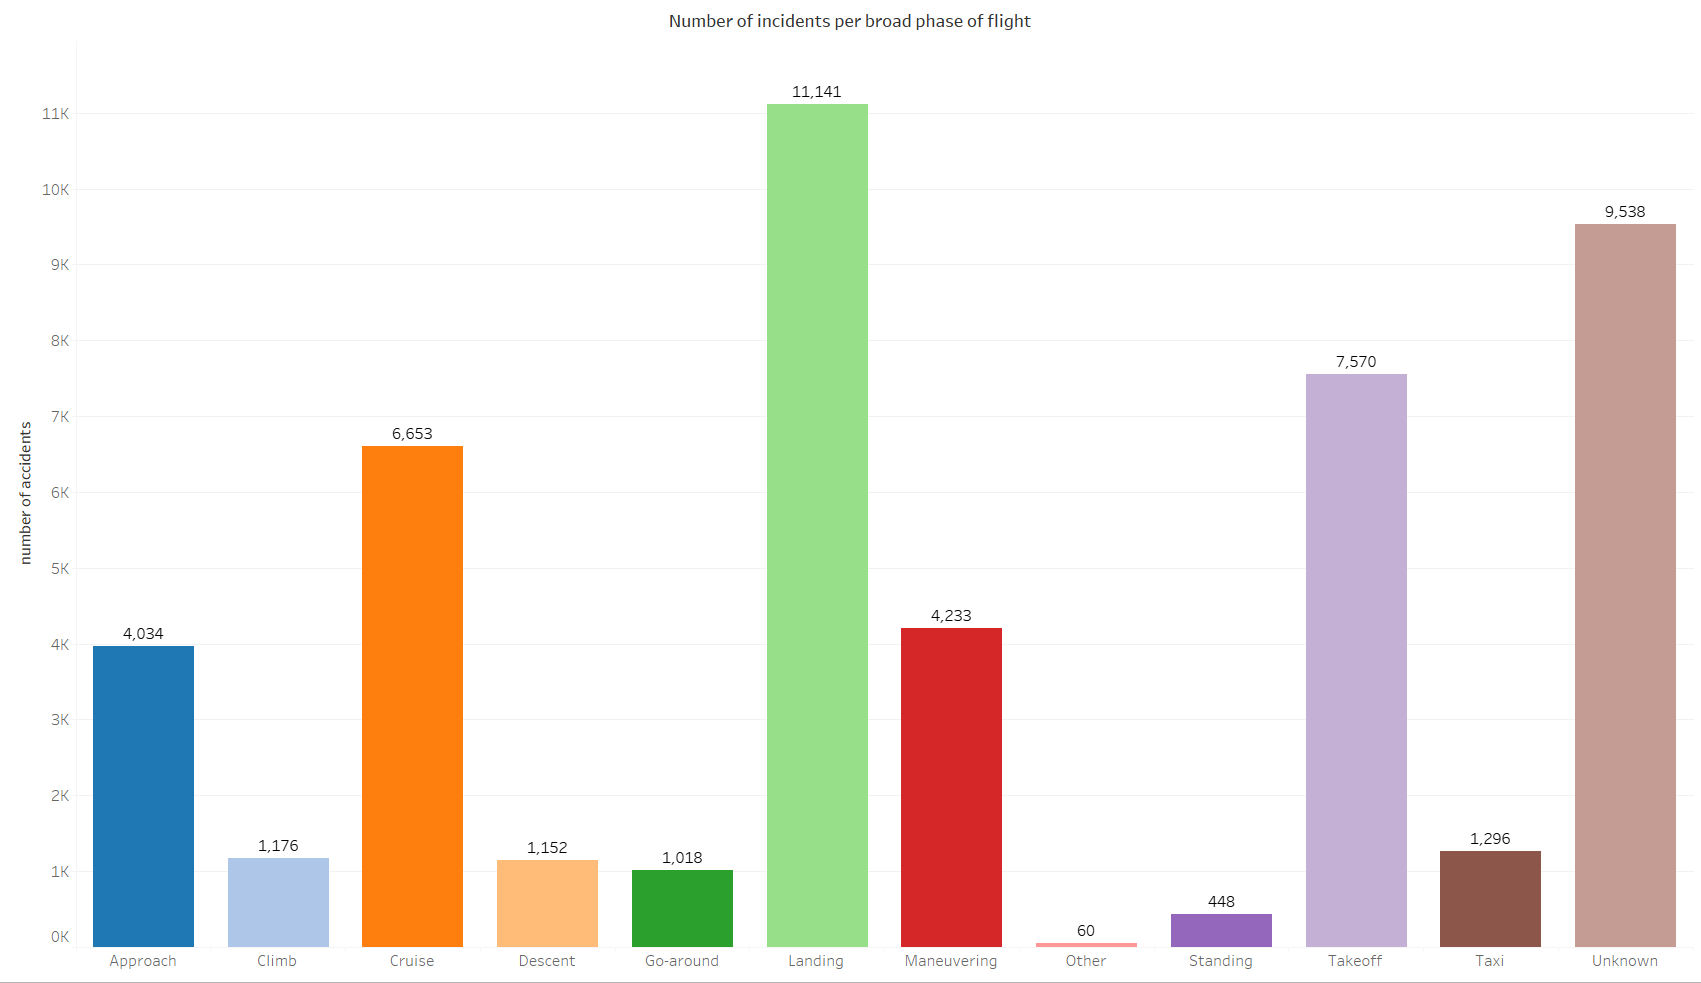 Number of incidents per broad phase of flight
number of accidents
11K
10K
9K
8K
7K
6K
5K
4K
3K
2K
1K
0K
4,034
1,176
6,653
1,152
1,018
11,141
4,233
60
448
7,570
1,296
9,538
Approach
Climb
Cruise
Descent
Go-around
Landing
Maneuvering
Other
Standing
Takeoff
Taxi
Unknown